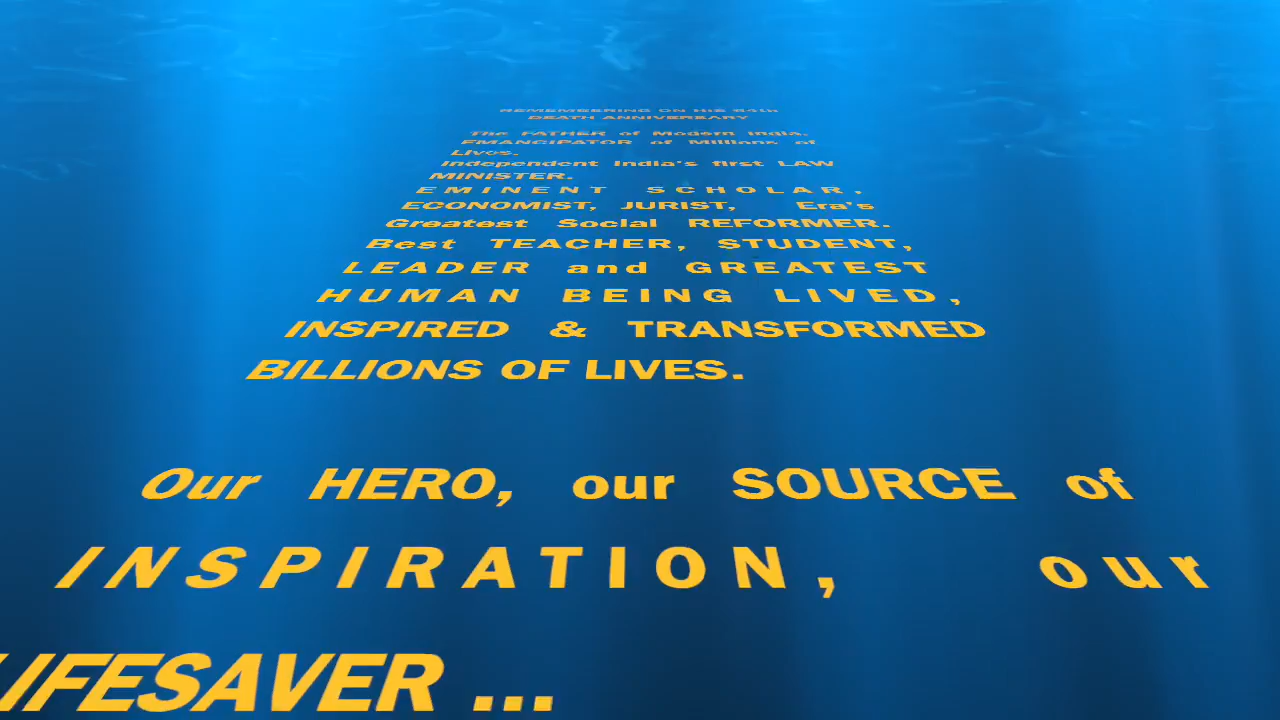 REMEMBERING ON HIS 64th
DEATH ANNIVERSARY
The FATHER of Modern India,
EMANCIPATOR of Millions of
Lives.
Independent India's first LAW
MINISTER.
EMINENT SCHOLAR,
ECONOMIST, JURIST, Era's
Greatest Social REFORMER.
Best TEACHER, STUDENT,
LEADER and GREATEST
HUMAN BEING LIVED,
INSPIRED & TRANSFORMED
BILLIONS OF LIVES.
Our HERO, our SOURCE of
INSPIRATION, our
LIFESAVER ...